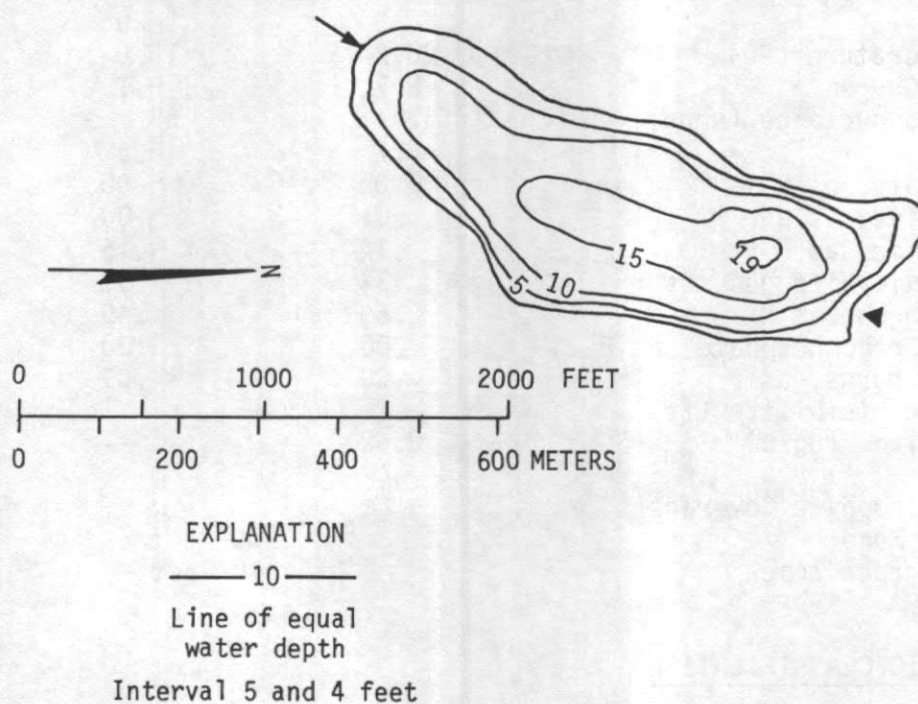 15
19
10
5
N
0 1000 2000 FEET
0 200 400 600 METERS
EXPLANATION
10
Line of equal
water depth
Interval 5 and 4 feet